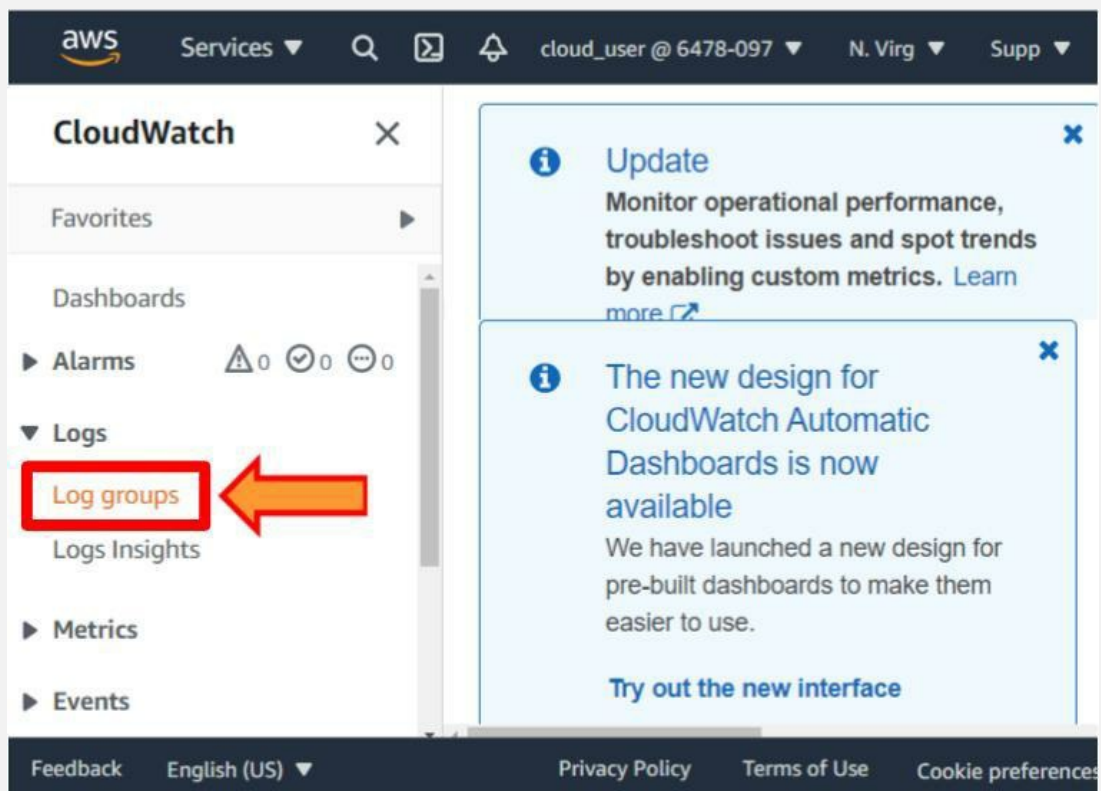 aws Services cloud_user @ 6478-097 N. Virg Supp
CloudWatch
Favorites
Dashboards
Alarms 0 0 0
Logs
Log groups
Logs Insights
Metrics
Events
Update
Monitor operational performance,
troubleshoot issues and spot trends
by enabling custom metrics. Learn
more
The new design for
CloudWatch Automatic
Dashboards is now
available
We have launched a new design for
pre-built dashboards to make them
easier to use.
Try out the new interface
Feedback English (US) Privacy Policy Terms of Use Cookie preferences